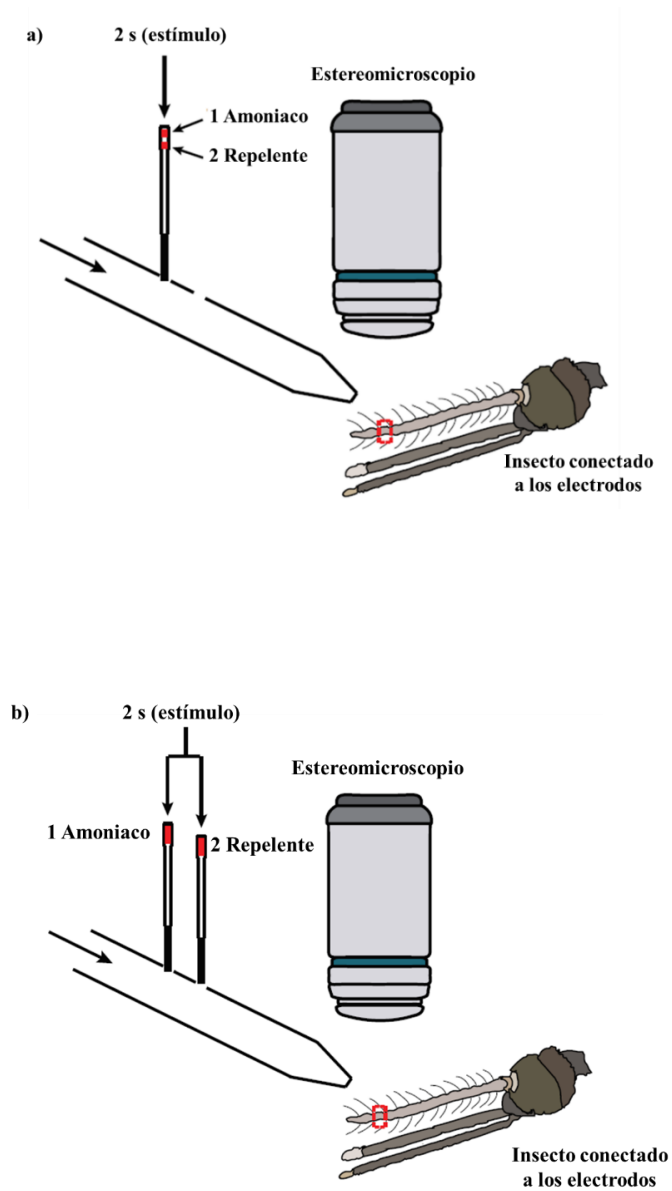 a)
2 s (estímulo)
Estereomicroscopio
1 Amoniaco
2 Repelente
Insecto conectado
a los electrodos
b)
2 s (estímulo)
Estereomicroscopio
1 Amoniaco
2 Repelente
Insecto conectado
a los electrodos